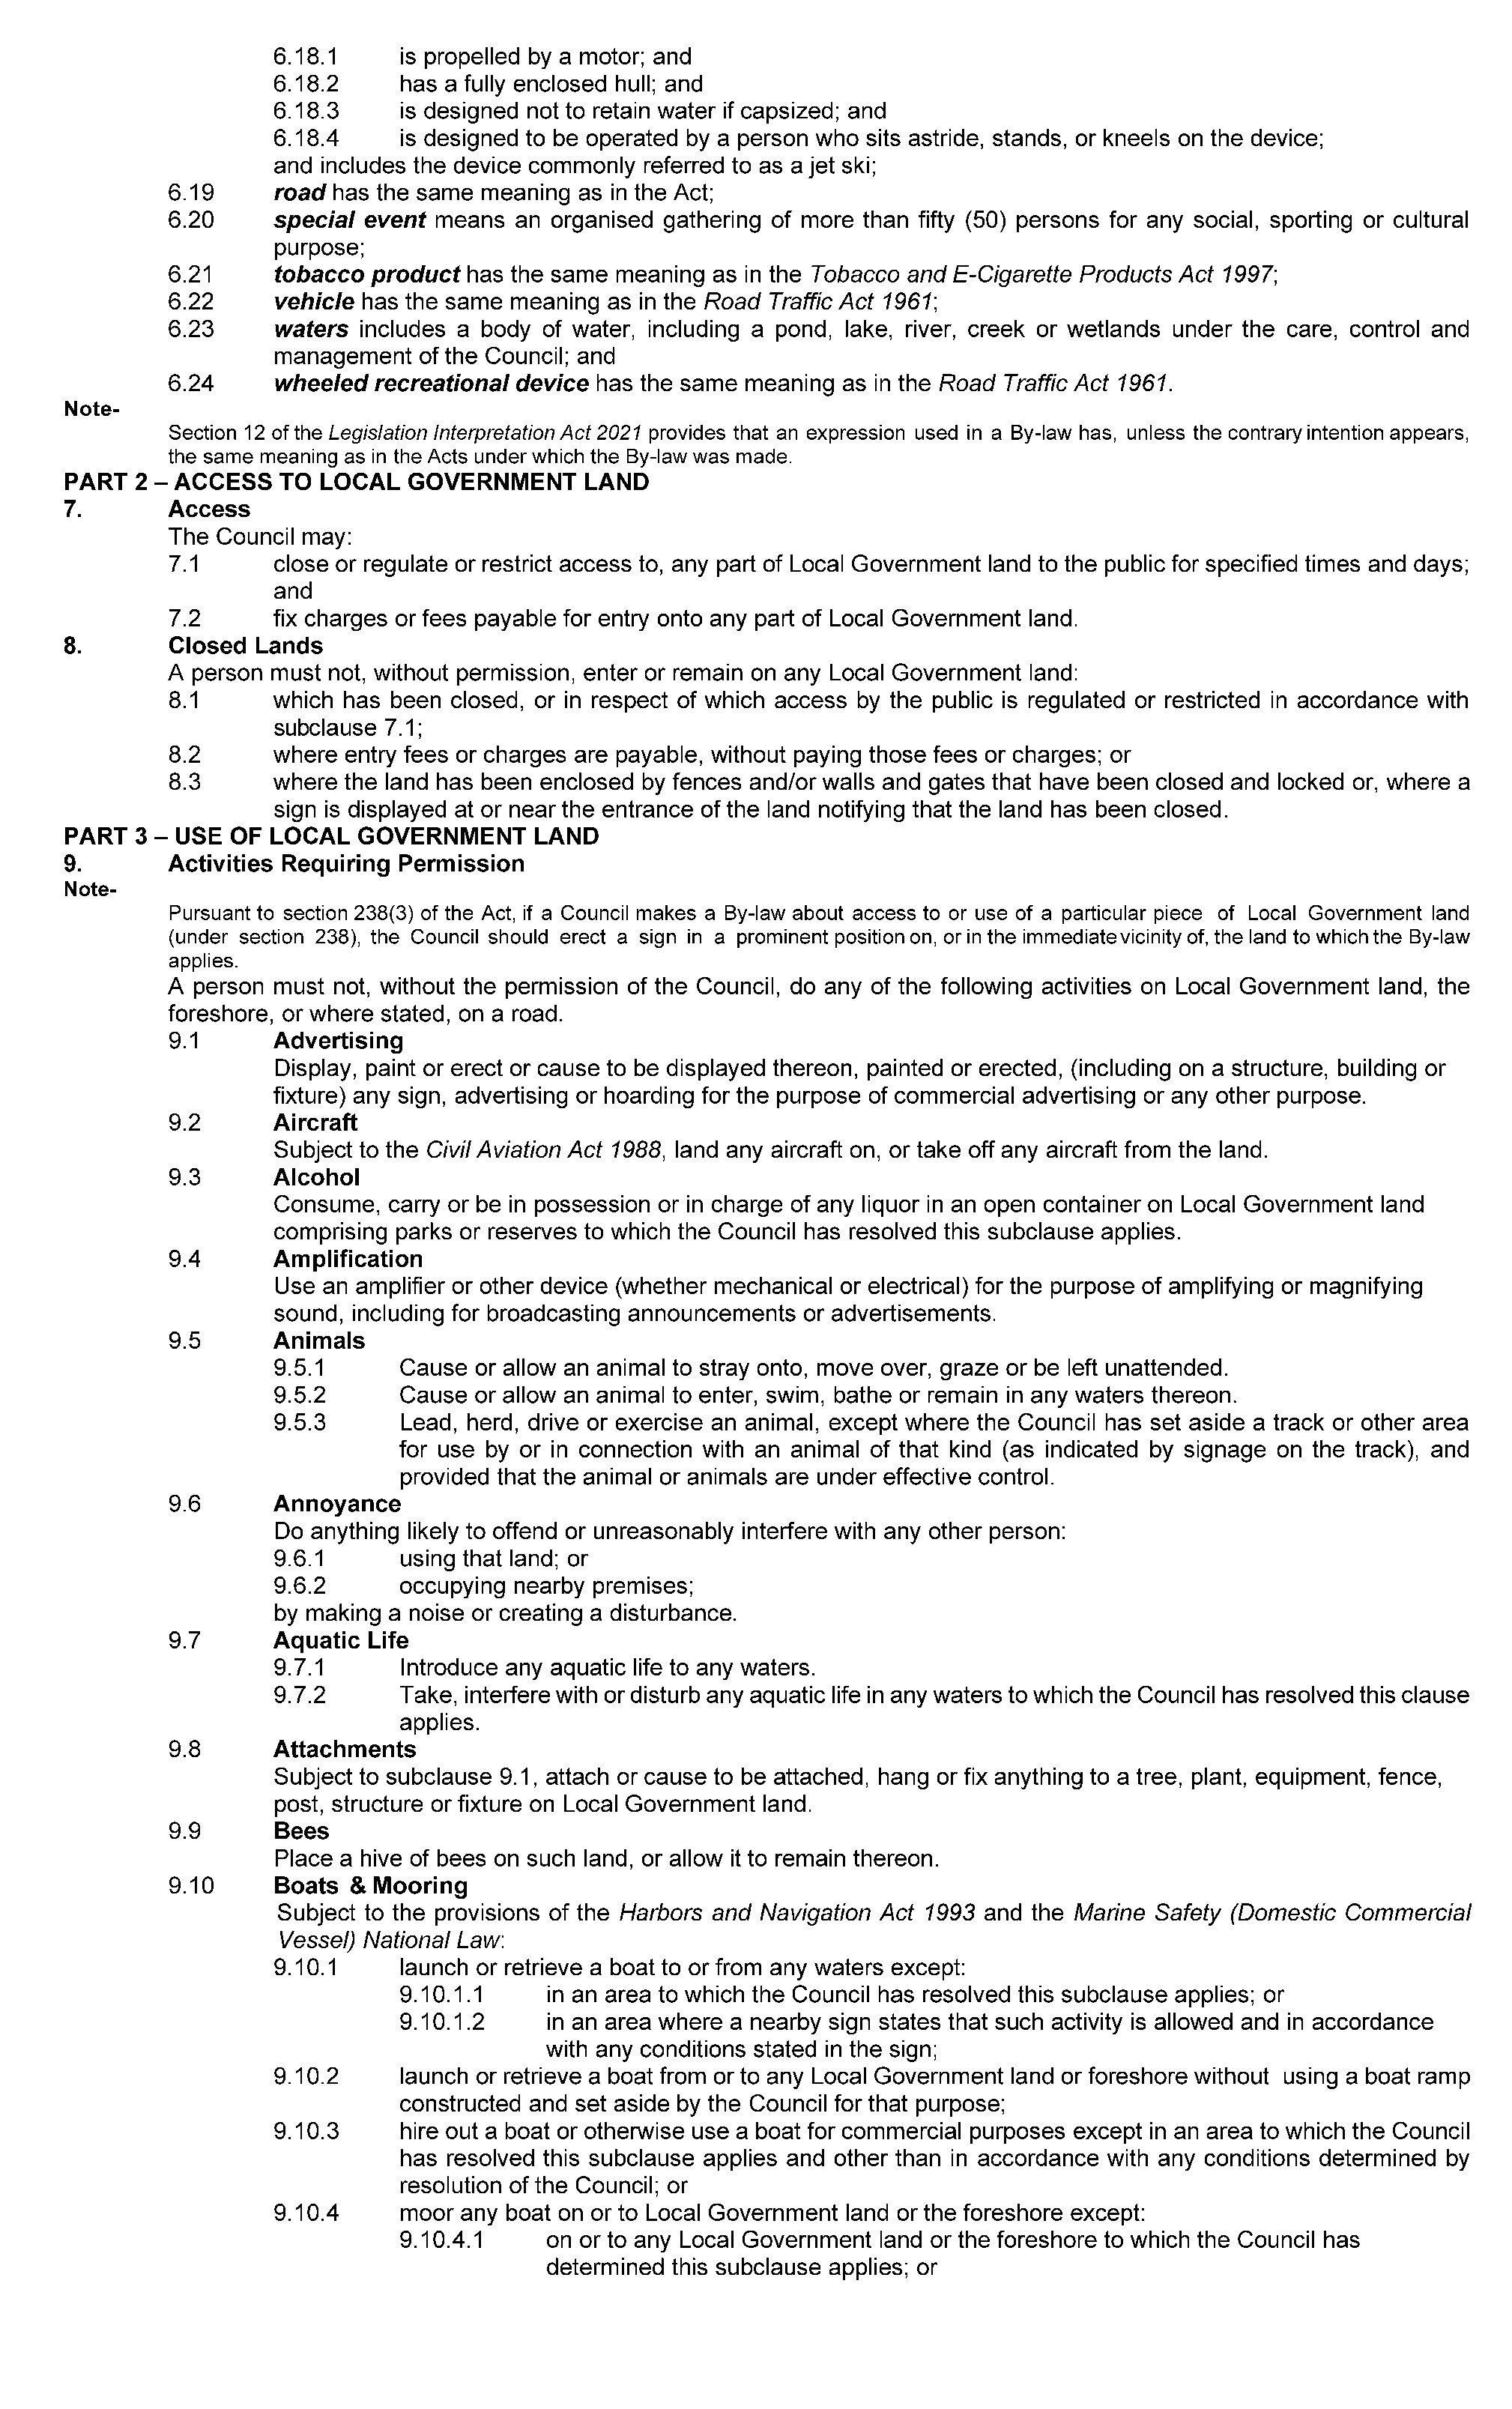 6.18.1 is propelled by a motor; and
6.18.2 has a fully enclosed hull; and
6.18.3 is designed not to retain water if capsized; and
6.18.4 is designed to be operated by a person who sits astride, stands, or kneels on the device;
and includes the device commonly referred to as a jet ski;
6.19 road has the same meaning as in the Act;
6.20 special event means an organised gathering of more than fifty (50) persons for any social, sporting or cultural
purpose;
6.21 tobacco product has the same meaning as in the Tobacco and E-Cigarette Products Act 1997;
6.22 vehicle has the same meaning as in the Road Traffic Act 1961;
6.23 waters includes a body of water, including a pond, lake, river, creek or wetlands under the care, control and
management of the Council; and
6.24 wheeled recreational device has the same meaning as in the Road Traffic Act 1961.
Note-
Section 12 of the Legislation Interpretation Act 2021 provides that an expression used in a By-law has, unless the contrary intention appears,
the same meaning as in the Acts under which the By-law was made.
PART 2 – ACCESS TO LOCAL GOVERNMENT LAND
7. Access
The Council may:
7.1 close or regulate or restrict access to, any part of Local Government land to the public for specified times and days;
and
7.2 fix charges or fees payable for entry onto any part of Local Government land.
8. Closed Lands
A person must not, without permission, enter or remain on any Local Government land:
8.1 which has been closed, or in respect of which access by the public is regulated or restricted in accordance with
subclause 7.1;
8.2 where entry fees or charges are payable, without paying those fees or charges; or
8.3 where the land has been enclosed by fences and/or walls and gates that have been closed and locked or, where a
sign is displayed at or near the entrance of the land notifying that the land has been closed.
PART 3 – USE OF LOCAL GOVERNMENT LAND
9. Activities Requiring Permission
Note-
Pursuant to section 238(3) of the Act, if a Council makes a By-law about access to or use of a particular piece of Local Government land
(under section 238), the Council should erect a sign in a prominent position on, or in the immediate vicinity of, the land to which the By-law
applies.
A person must not, without the permission of the Council, do any of the following activities on Local Government land, the
foreshore, or where stated, on a road.
9.1 Advertising
Display, paint or erect or cause to be displayed thereon, painted or erected, (including on a structure, building or
fixture) any sign, advertising or hoarding for the purpose of commercial advertising or any other purpose.
9.2 Aircraft
Subject to the Civil Aviation Act 1988, land any aircraft on, or take off any aircraft from the land.
9.3 Alcohol
Consume, carry or be in possession or in charge of any liquor in an open container on Local Government land
comprising parks or reserves to which the Council has resolved this subclause applies.
9.4 Amplification
Use an amplifier or other device (whether mechanical or electrical) for the purpose of amplifying or magnifying
sound, including for broadcasting announcements or advertisements.
9.5 Animals
9.5.1 Cause or allow an animal to stray onto, move over, graze or be left unattended.
9.5.2 Cause or allow an animal to enter, swim, bathe or remain in any waters thereon.
9.5.3 Lead, herd, drive or exercise an animal, except where the Council has set aside a track or other area
for use by or in connection with an animal of that kind (as indicated by signage on the track), and
provided that the animal or animals are under effective control.
9.6 Annoyance
Do anything likely to offend or unreasonably interfere with any other person:
9.6.1 using that land; or
9.6.2 occupying nearby premises;
by making a noise or creating a disturbance.
9.7 Aquatic Life
9.7.1 Introduce any aquatic life to any waters.
9.7.2 Take, interfere with or disturb any aquatic life in any waters to which the Council has resolved this clause
applies.
9.8 Attachments
Subject to subclause 9.1, attach or cause to be attached, hang or fix anything to a tree, plant, equipment, fence,
post, structure or fixture on Local Government land.
9.9 Bees
Place a hive of bees on such land, or allow it to remain thereon.
9.10 Boats & Mooring
Subject to the provisions of the Harbors and Navigation Act 1993 and the Marine Safety (Domestic Commercial
Vessel) National Law:
9.10.1 launch or retrieve a boat to or from any waters except:
9.10.1.1 in an area to which the Council has resolved this subclause applies; or
9.10.1.2 in an area where a nearby sign states that such activity is allowed and in accordance
with any conditions stated in the sign;
9.10.2 launch or retrieve a boat from or to any Local Government land or foreshore without using a boat ramp
constructed and set aside by the Council for that purpose;
9.10.3 hire out a boat or otherwise use a boat for commercial purposes except in an area to which the Council
has resolved this subclause applies and other than in accordance with any conditions determined by
resolution of the Council; or
9.10.4 moor any boat on or to Local Government land or the foreshore except:
9.10.4.1 on or to any Local Government land or the foreshore to which the Council has
determined this subclause applies; or